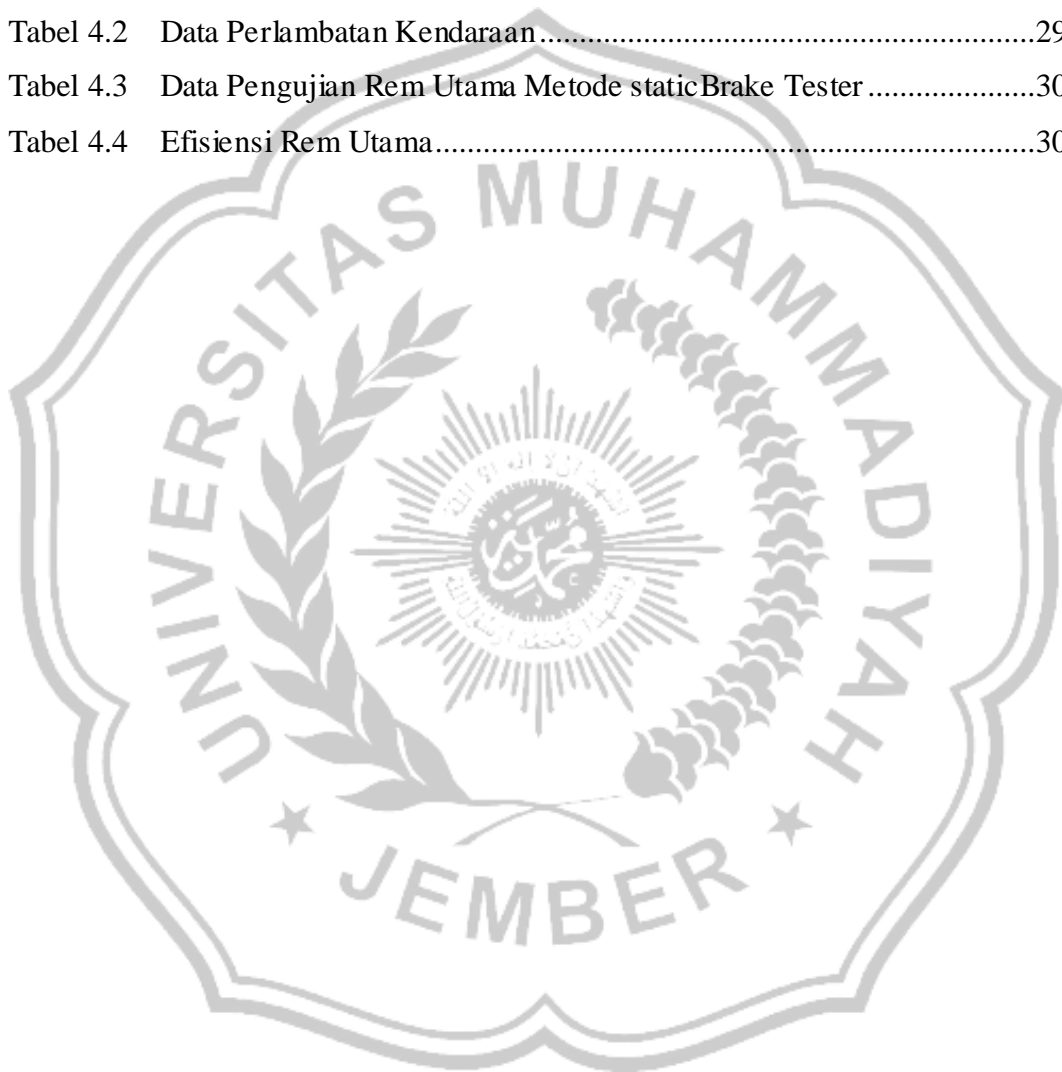 Tabel 4.2 Data Perlambatan Kendaraan...............................................................................29
Tabel 4.3 Data Pengujian Rem Utama Metode staticBrake Tester.....................30
Tabel 4.4 Efisiensi Rem Utama...............................................................................30
UNIVERSITAS MUHAMMADIYAH
JEMBER